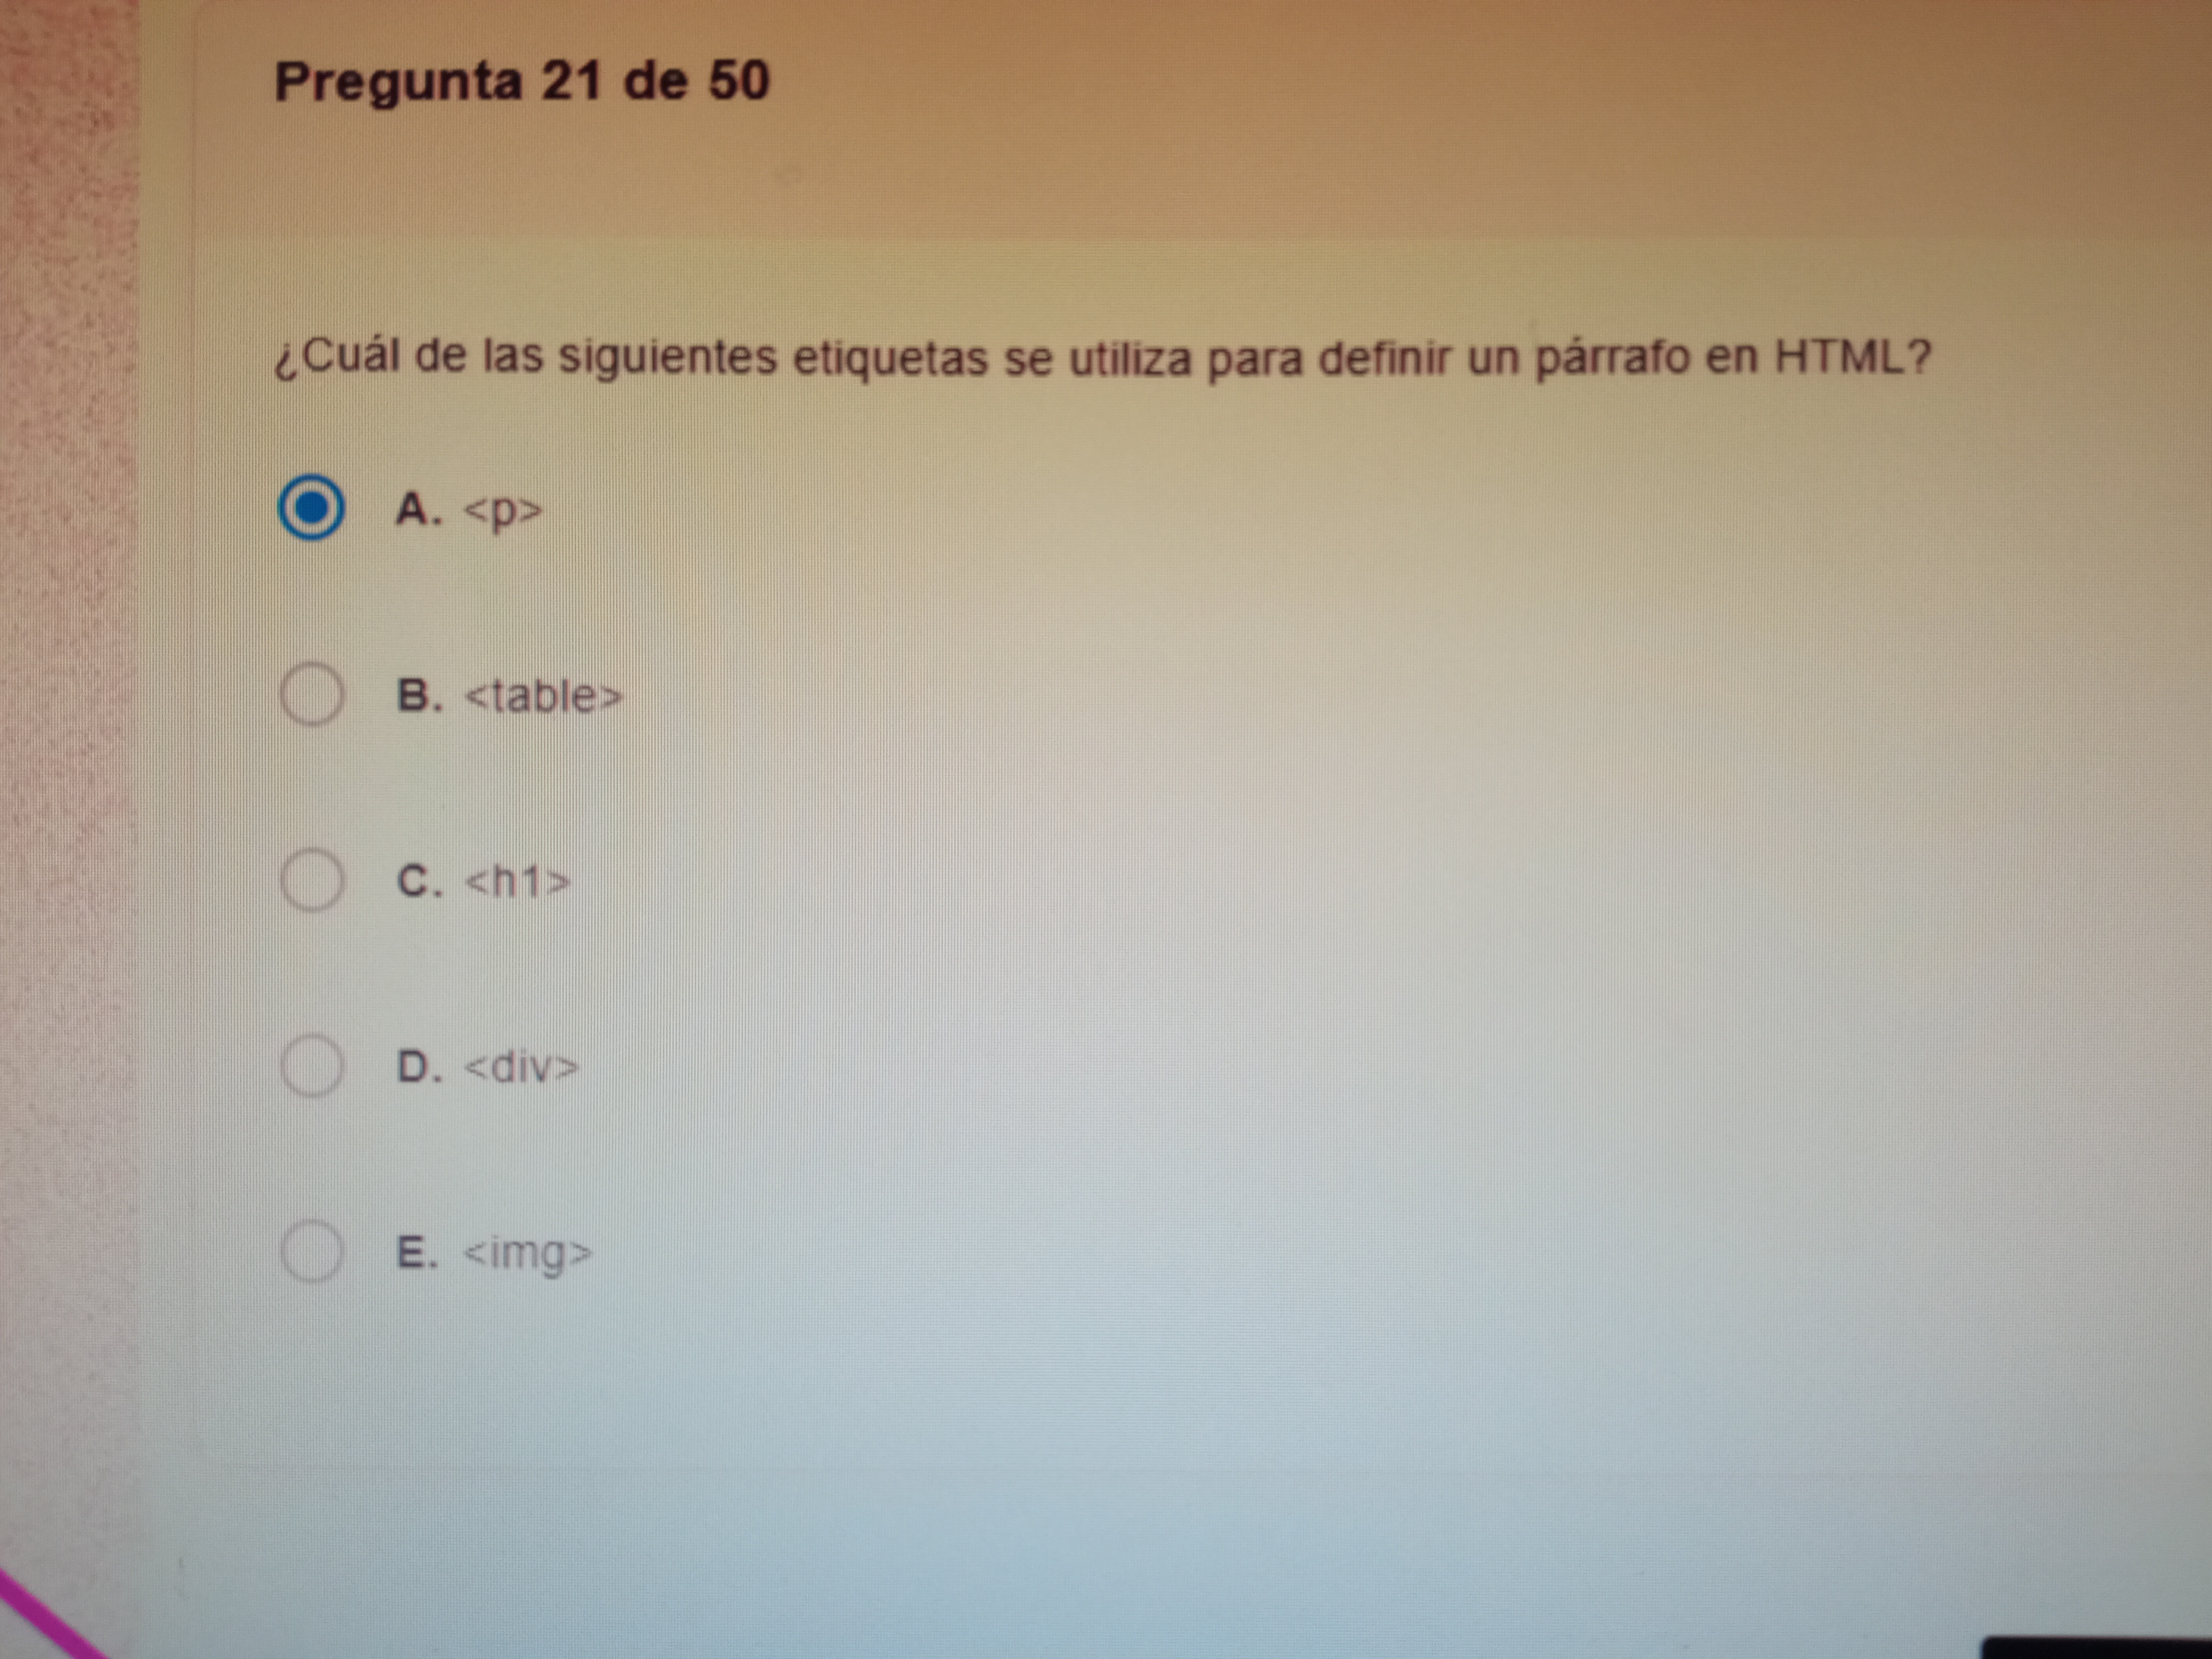 Pregunta 21 de 50
¿Cuál de las siguientes etiquetas se utiliza para definir un párrafo en HTML?
A. <p>
B. <table>
C. <h1>
D. <div>
E. <img>